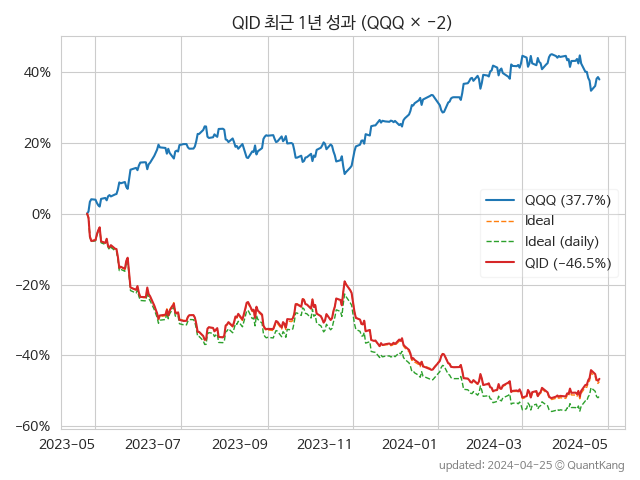 QID 최근 1년 성과 (QQQ × −2)
40%
20%
0%
−20%
−40%
−60%
QQQ (37.7%)
Ideal
Ideal (daily)
QID (−46.5%)
2023−05
2023−07
2023−09
2023−11
2024−01
2024−03
2024−05
updated: 2024−04−25 © QuantKang